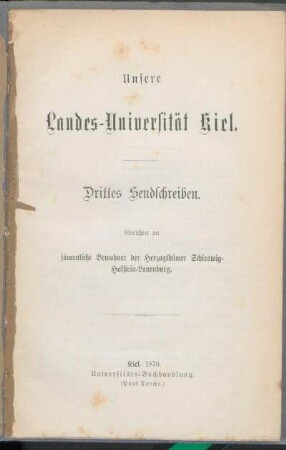 Unsere
Landes-Universität Kiel.
Drittes Sendschreiben.
Gerichtet an
sämmtliche Bewohner der Herzogthümer Schleswig-
Holstein-Lauenburg.
Kiel. 1876.
Universitäts-Buchhandlung
(Paul Toeche.)